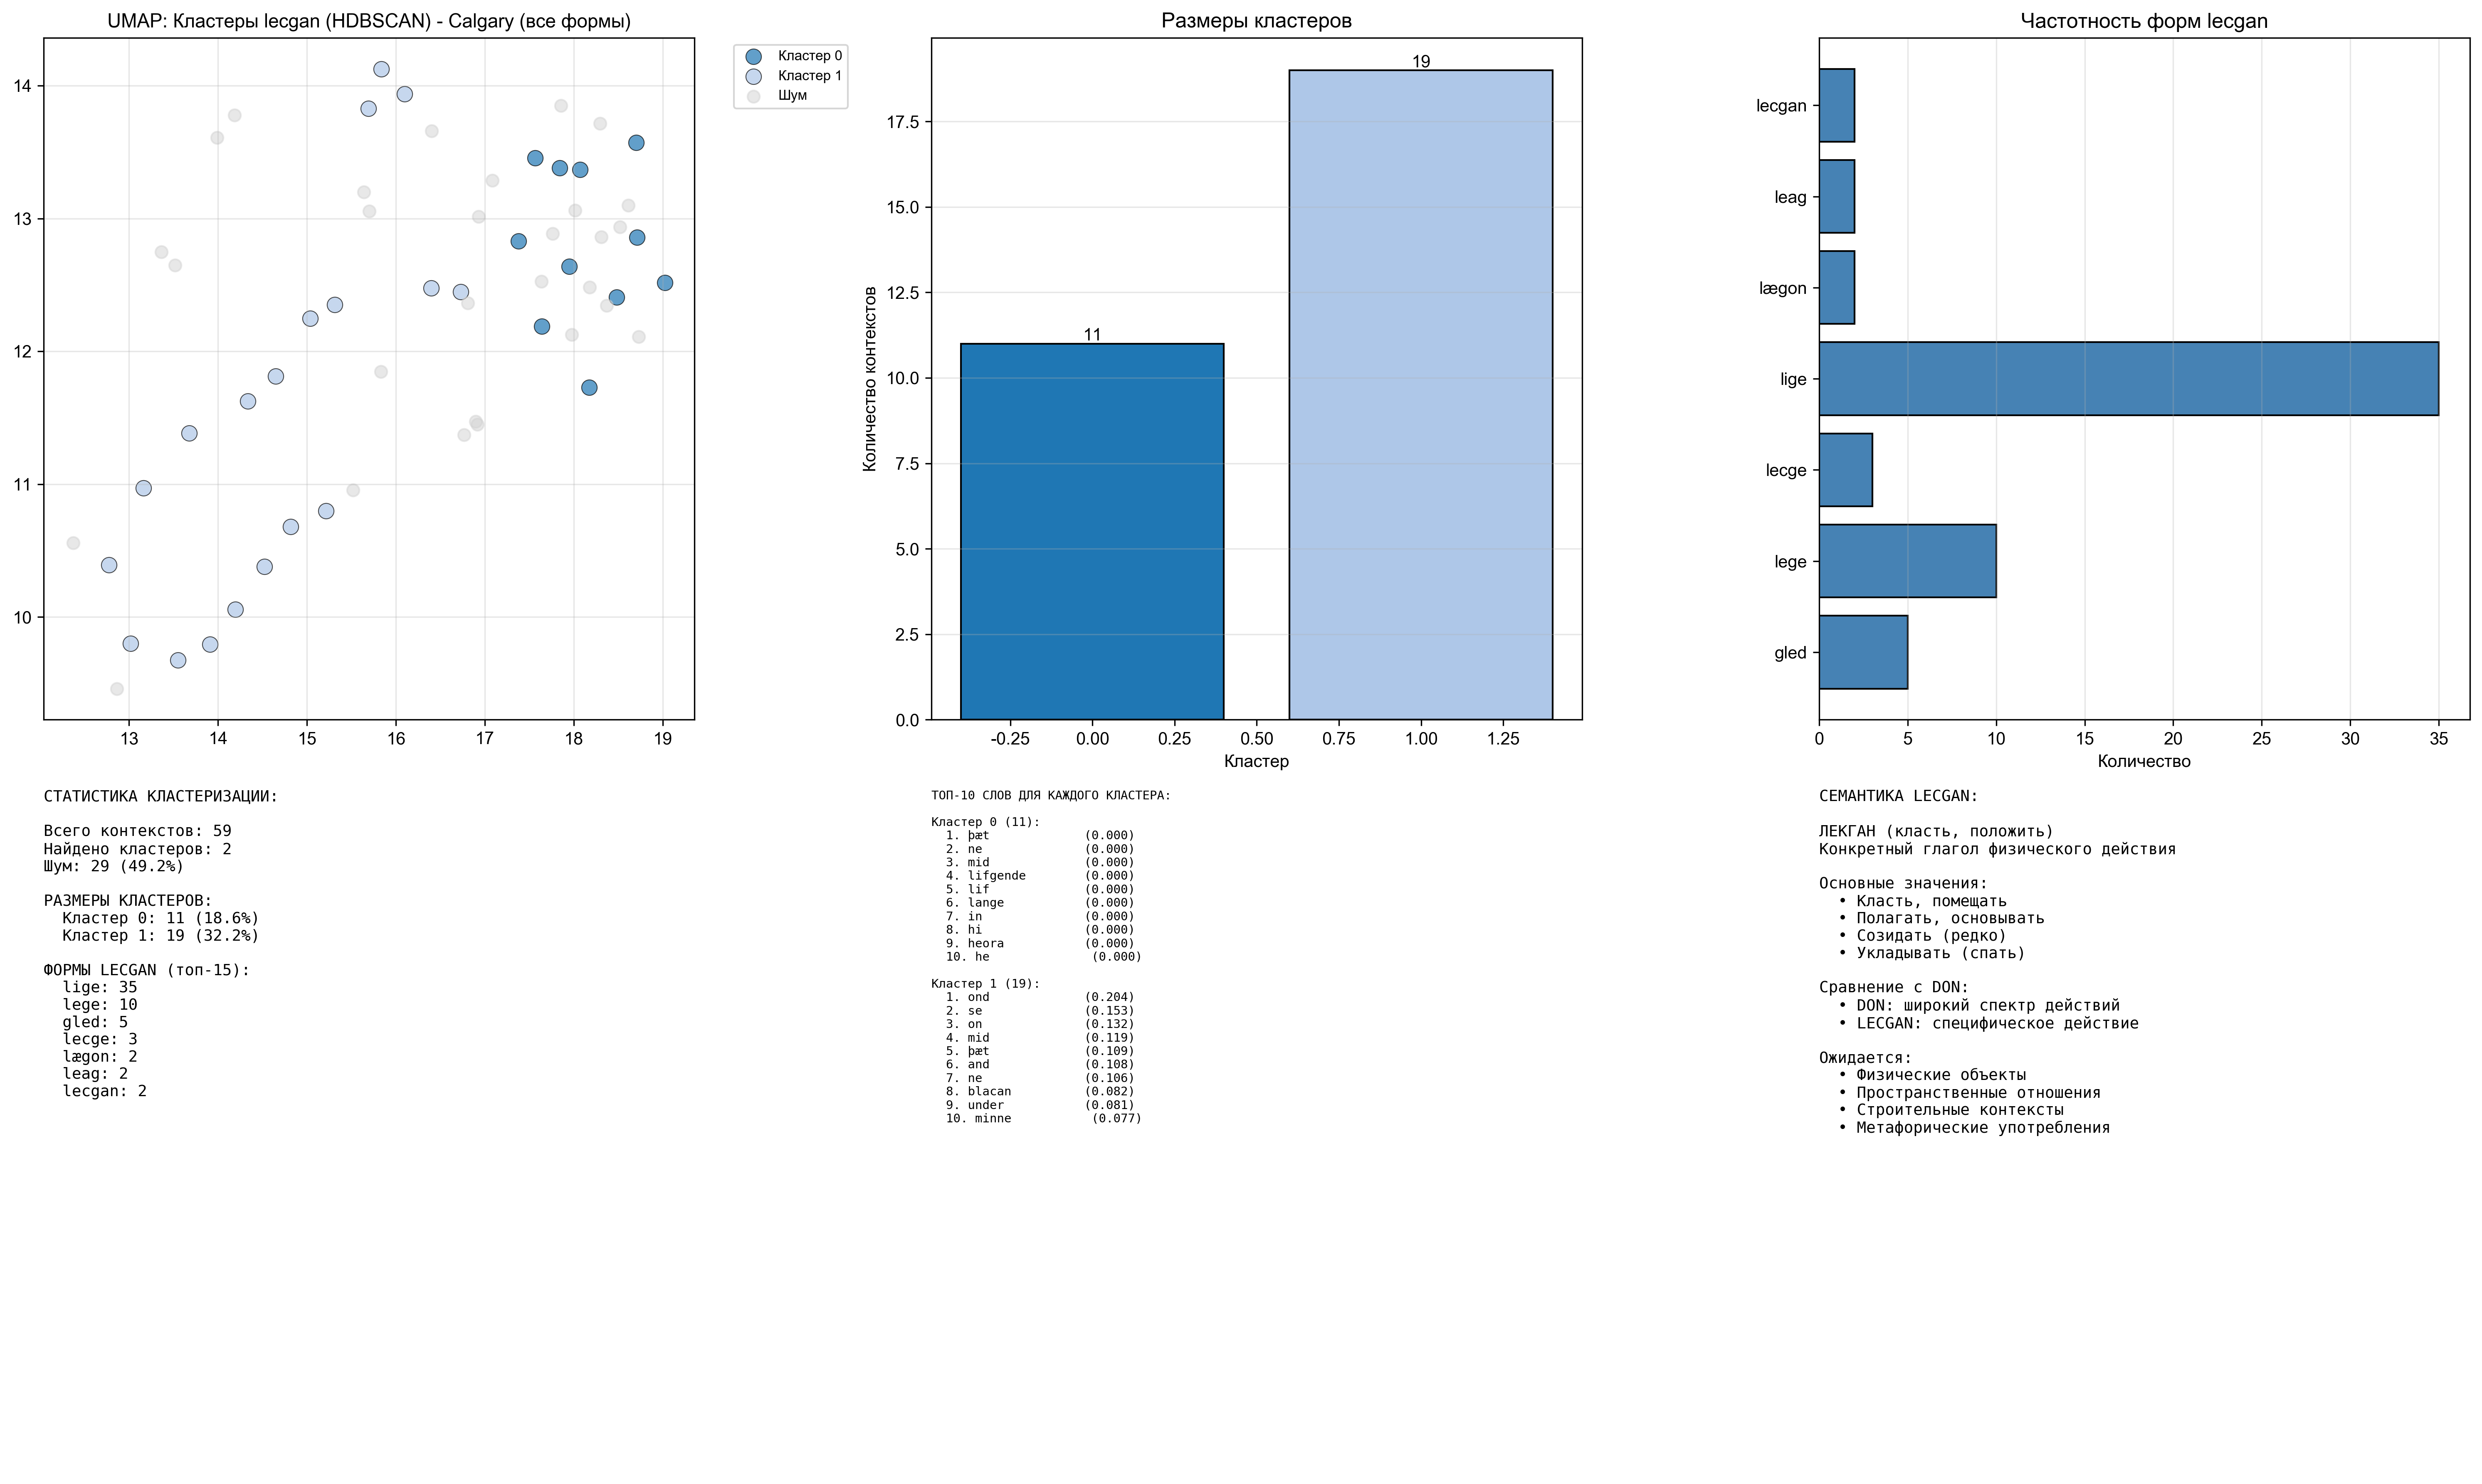 UMAP: Кластеры lecgan (HDBSCAN) - Calgary (все формы)
14
13
12
11
10
13 14 15 16 17 18 19
Кластер 0
Кластер 1
Шум
Размеры кластеров
Количество контекстов
17.5
15.0
12.5
10.0
7.5
5.0
2.5
0.0
11
19
-0.25 0.00 0.25 0.50 0.75 1.00 1.25
Кластер
Частотность форм lecgan
lecgan
leag
lægon
lige
lecge
lege
gled
0 5 10 15 20 25 30 35
Количество
СТАТИСТИКА КЛАСТЕРИЗАЦИИ:
Всего контекстов: 59
Найдено кластеров: 2
Шум: 29 (49.2%)
РАЗМЕРЫ КЛАСТЕРОВ:
Кластер 0: 11 (18.6%)
Кластер 1: 19 (32.2%)
ФОРМЫ LECGAN (топ-15):
lige: 35
lege: 10
gled: 5
lecge: 3
lægon: 2
leag: 2
lecgan: 2
ТОП-10 СЛОВ ДЛЯ КАЖДОГО КЛАСТЕРА:
Кластер 0 (11):
1. þæt (0.000)
2. ne (0.000)
3. mid (0.000)
4. lifgende (0.000)
5. lif (0.000)
6. lange (0.000)
7. in (0.000)
8. hi (0.000)
9. heora (0.000)
10. he (0.000)
Кластер 1 (19):
1. ond (0.204)
2. se (0.153)
3. on (0.132)
4. mid (0.119)
5. þæt (0.109)
6. and (0.108)
7. ne (0.106)
8. blacan (0.082)
9. under (0.081)
10. minne (0.077)
СЕМАНТИКА LECGAN:
ЛЕКГАН (класть, положить)
Конкретный глагол физического действия
Основные значения:
• Класть, помещать
• Полагать, основывать
• Созидать (редко)
• Укладывать (спать)
Сравнение с DON:
• DON: широкий спектр действий
• LECGAN: специфическое действие
Ожидается:
• Физические объекты
• Пространственные отношения
• Строительные контексты
• Метафорические употребления